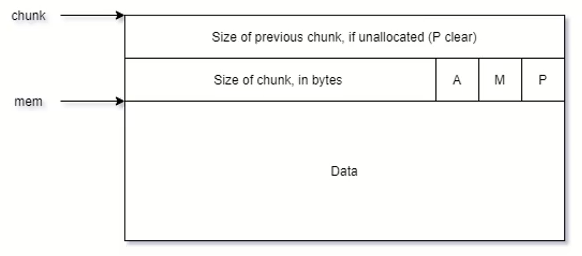 chunk
Size of previous chunk, if unallocated (P clear)
Size of chunk, in bytes A M P
mem
Data